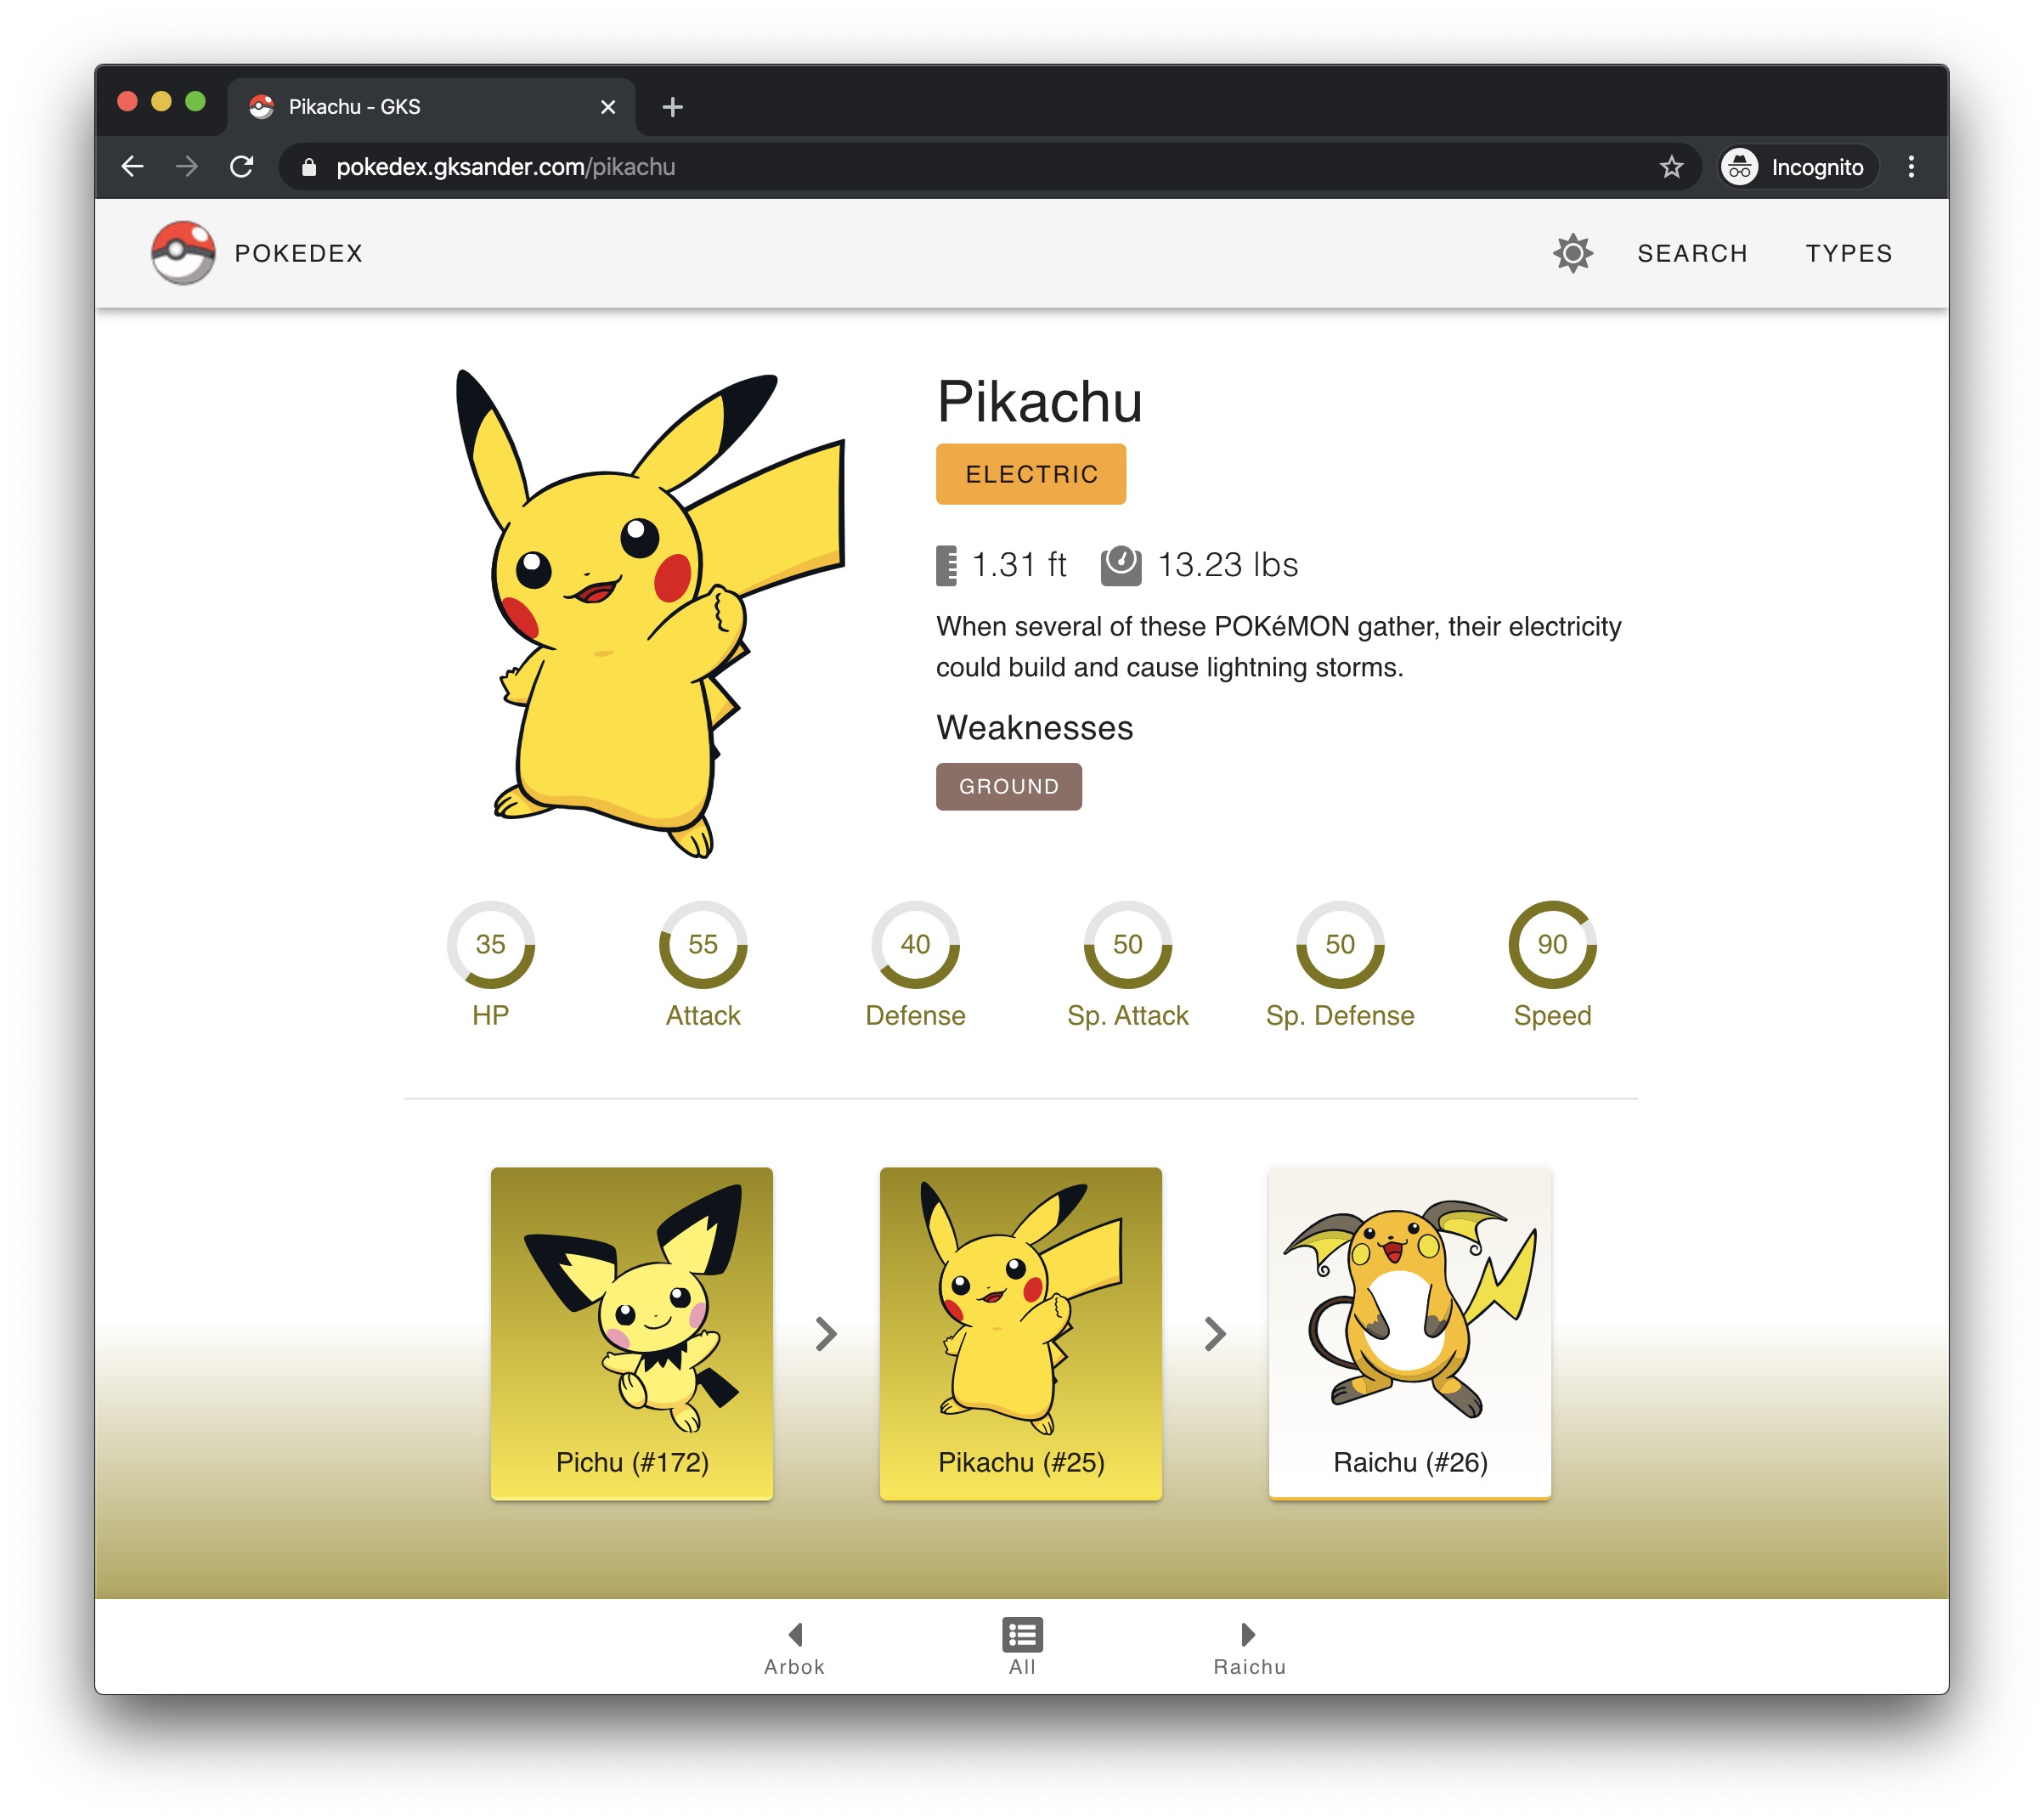 Pikachu - GKS
pokedex.gksander.com/pikachu
Incognito
POKEDEX
SEARCH
TYPES
Pikachu
ELECTRIC
1.31 ft
13.23 lbs
When several of these POKéMON gather, their electricity
could build and cause lightning storms.
Weaknesses
GROUND
35
55
40
50
50
90
HP
Attack
Defense
Sp. Attack
Sp. Defense
Speed
Pichu (#172)
Pikachu (#25)
Raichu (#26)
Arbok
All
Raichu